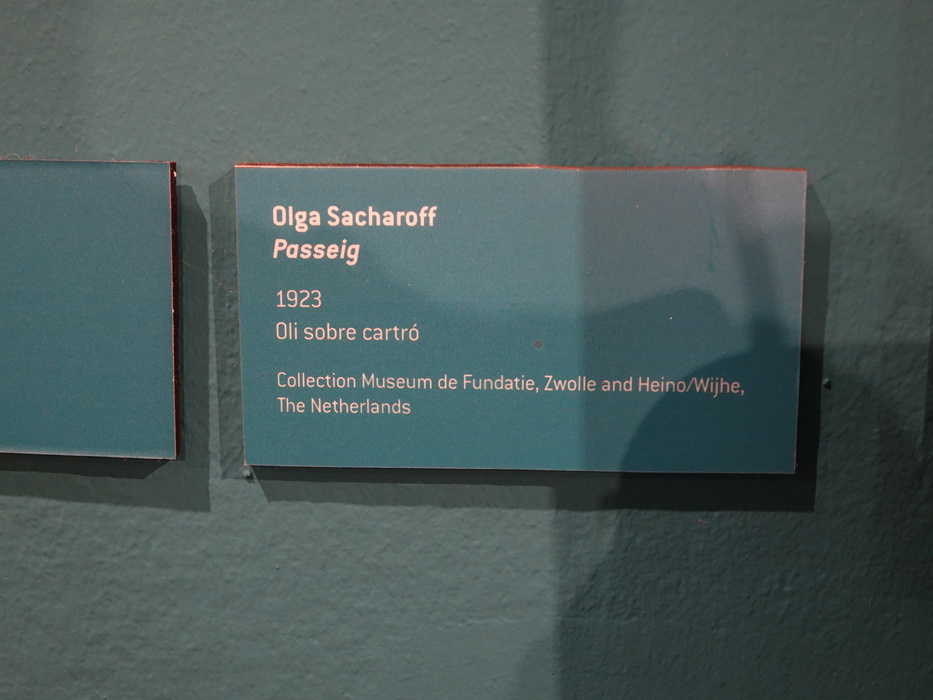 Olga Sacharoff
Passeig
1923
Oli sobre cartró
Collection Museum de Fundatie, Zwolle and Heino/Wijhe,
The Netherlands